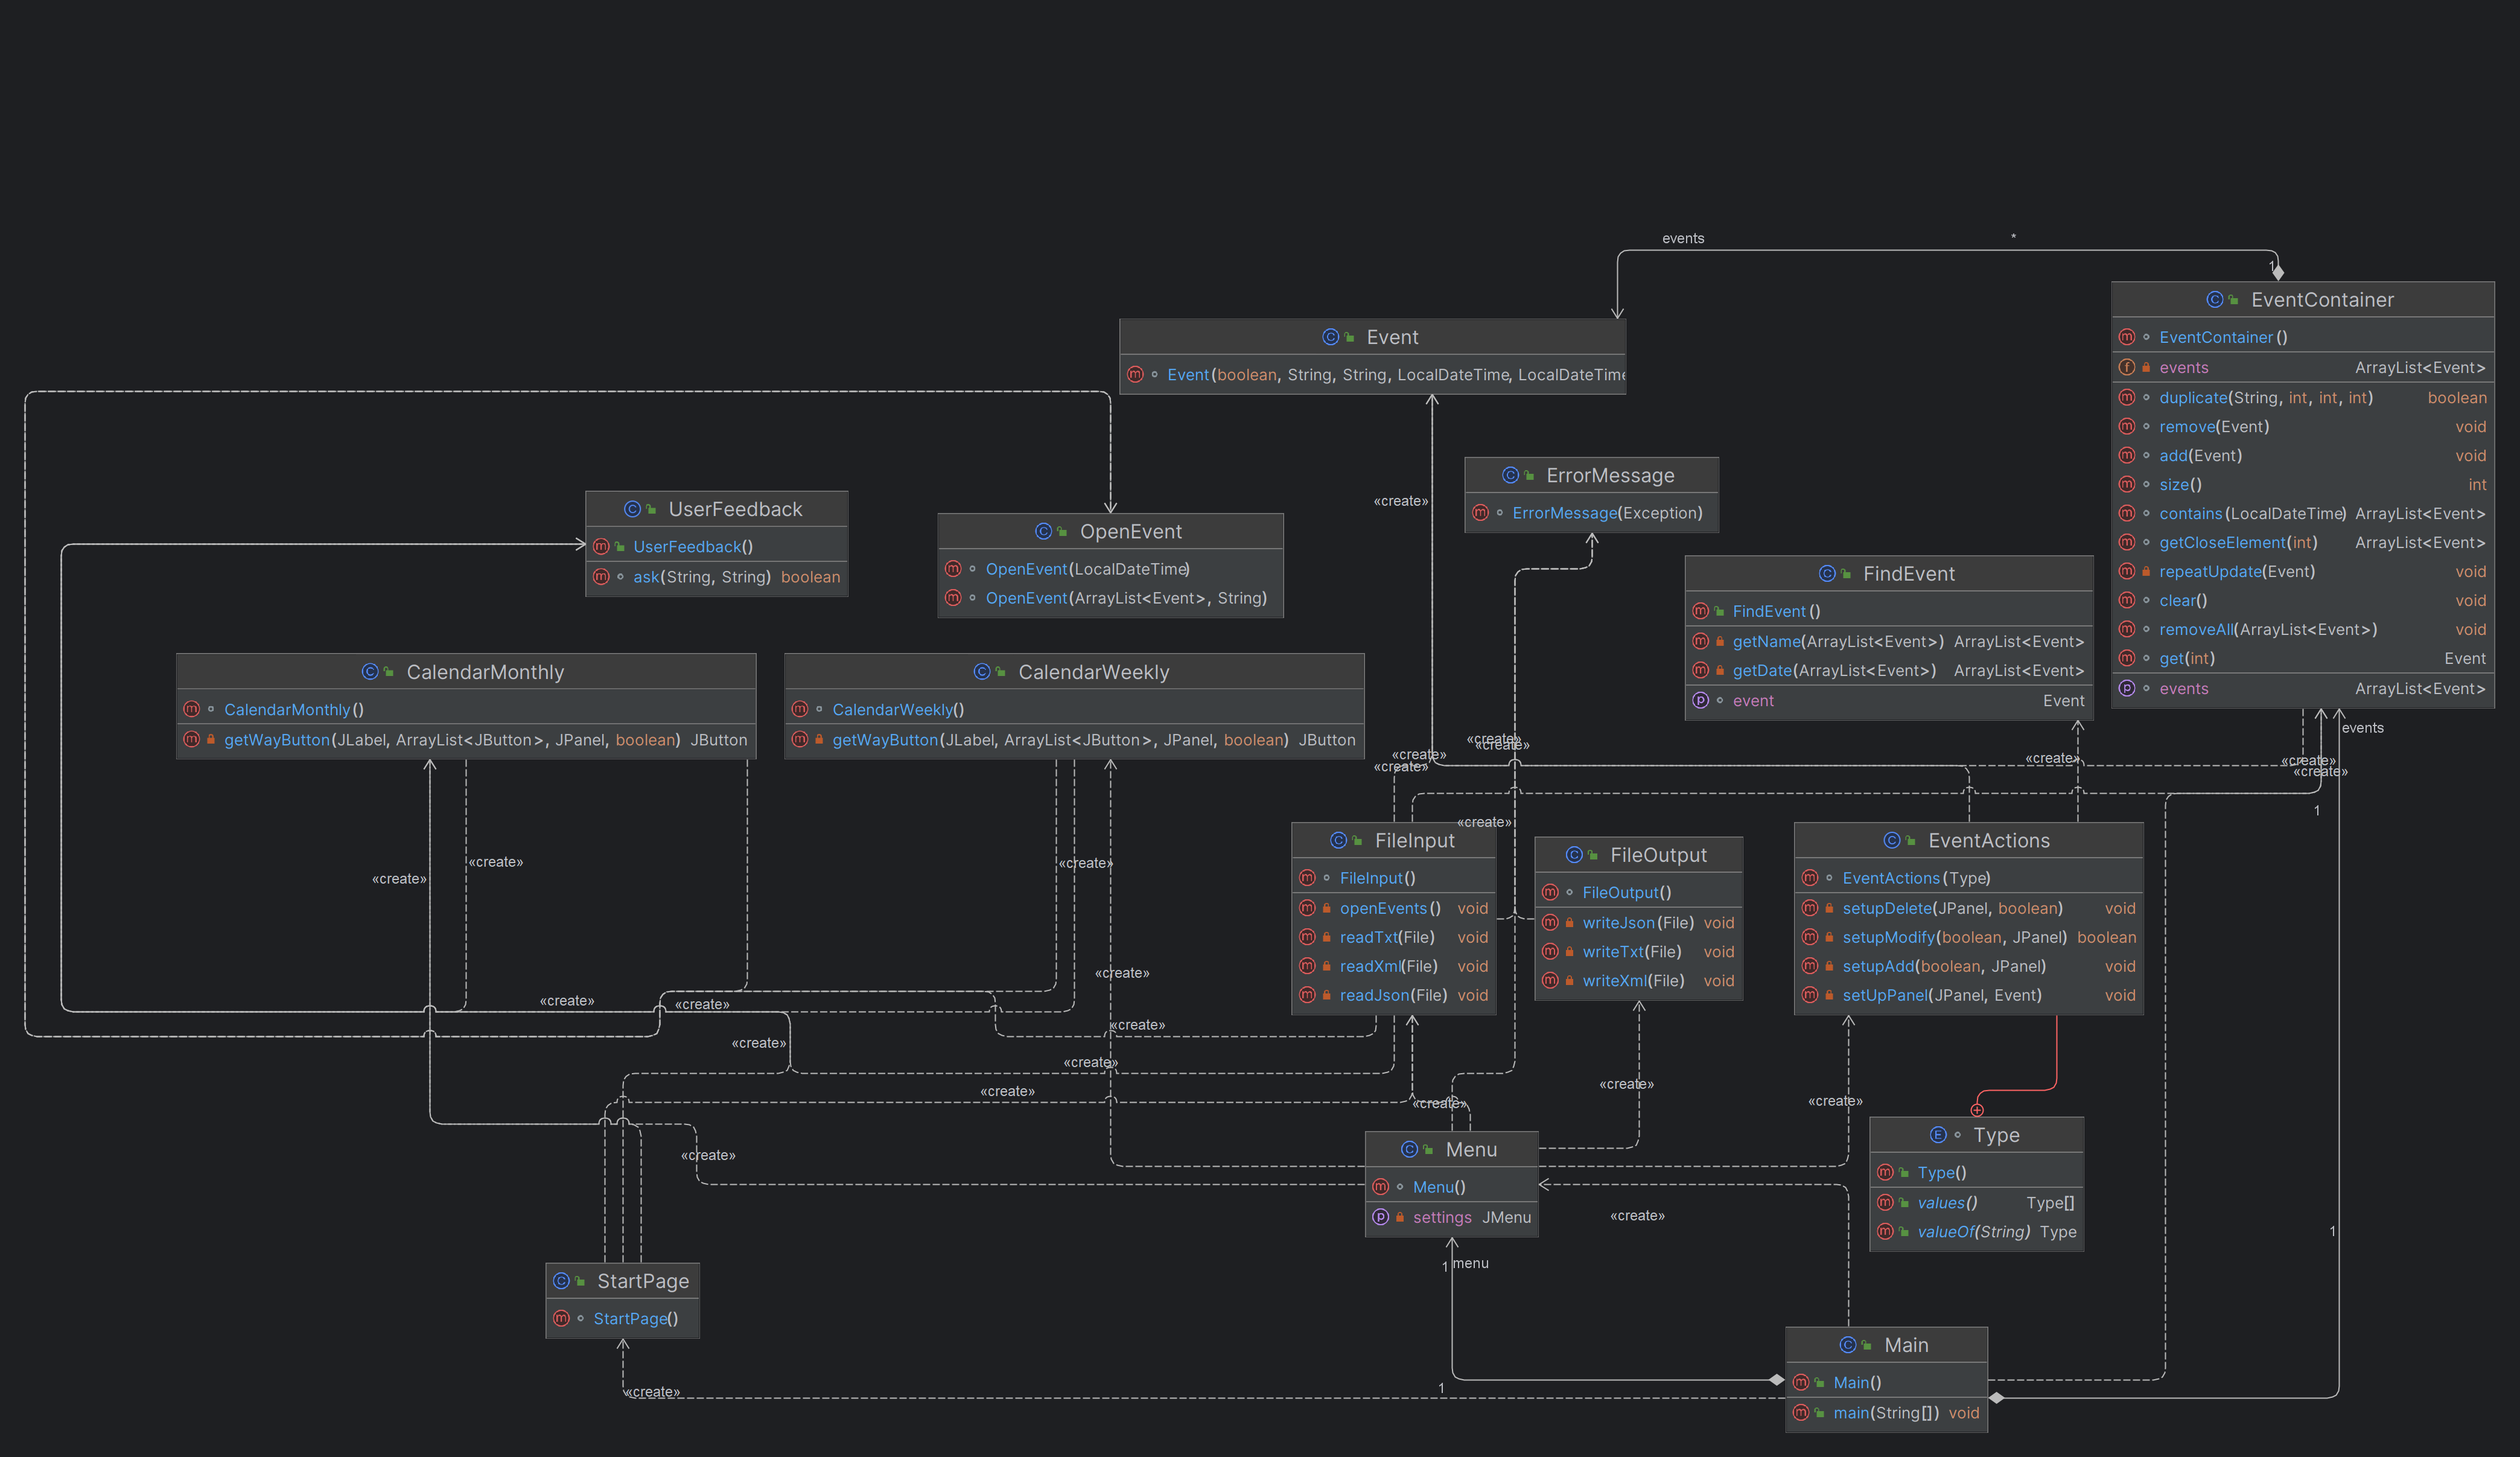 events
*
1
EventContainer
EventContainer()
events ArrayList<Event>
duplicate(String, int, int, int) boolean
remove(Event) void
add(Event) void
size() int
contains(LocalDateTime) ArrayList<Event>
getCloseElement(int) ArrayList<Event>
repeatUpdate(Event) void
clear() void
removeAll(ArrayList<Event>) void
get(int) Event
events ArrayList<Event>
Event
Event(boolean, String, String, LocalDateTime, LocalDateTime
ErrorMessage
ErrorMessage(Exception)
«create»
UserFeedback
UserFeedback()
ask(String, String) boolean
OpenEvent
OpenEvent(LocalDateTime)
OpenEvent(ArrayList<Event>, String)
FindEvent
FindEvent()
getName(ArrayList<Event>) ArrayList<Event>
getDate(ArrayList<Event>) ArrayList<Event>
event Event
CalendarMonthly
CalendarMonthly()
getWayButton(JLabel, ArrayList<JButton>, JPanel, boolean) JButton
CalendarWeekly
CalendarWeekly()
getWayButton(JLabel, ArrayList<JButton>, JPanel, boolean) JButton
events
«create»
«create»
«create»
«create»
«create»
«create»
«create»
1
«create»
FileInput
FileInput()
openEvents() void
readTxt(File) void
readXml(File) void
readJson(File) void
FileOutput
FileOutput()
writeJson(File) void
writeTxt(File) void
writeXml(File) void
EventActions
EventActions(Type)
setupDelete(JPanel, boolean) void
setupModify(boolean, JPanel) boolean
setupAdd(boolean, JPanel) void
setUpPanel(JPanel, Event) void
«create»
«create»
«create»
«create»
«create»
«create»
«create»
«create»
«create»
«create»
«create»
«create»
«create»
«create»
Type
Type()
values() Type[]
valueOf(String) Type
Menu
Menu()
settings JMenu
«create»
«create»
1
1
menu
StartPage
StartPage()
Main
Main()
main(String[]) void
«create»
1